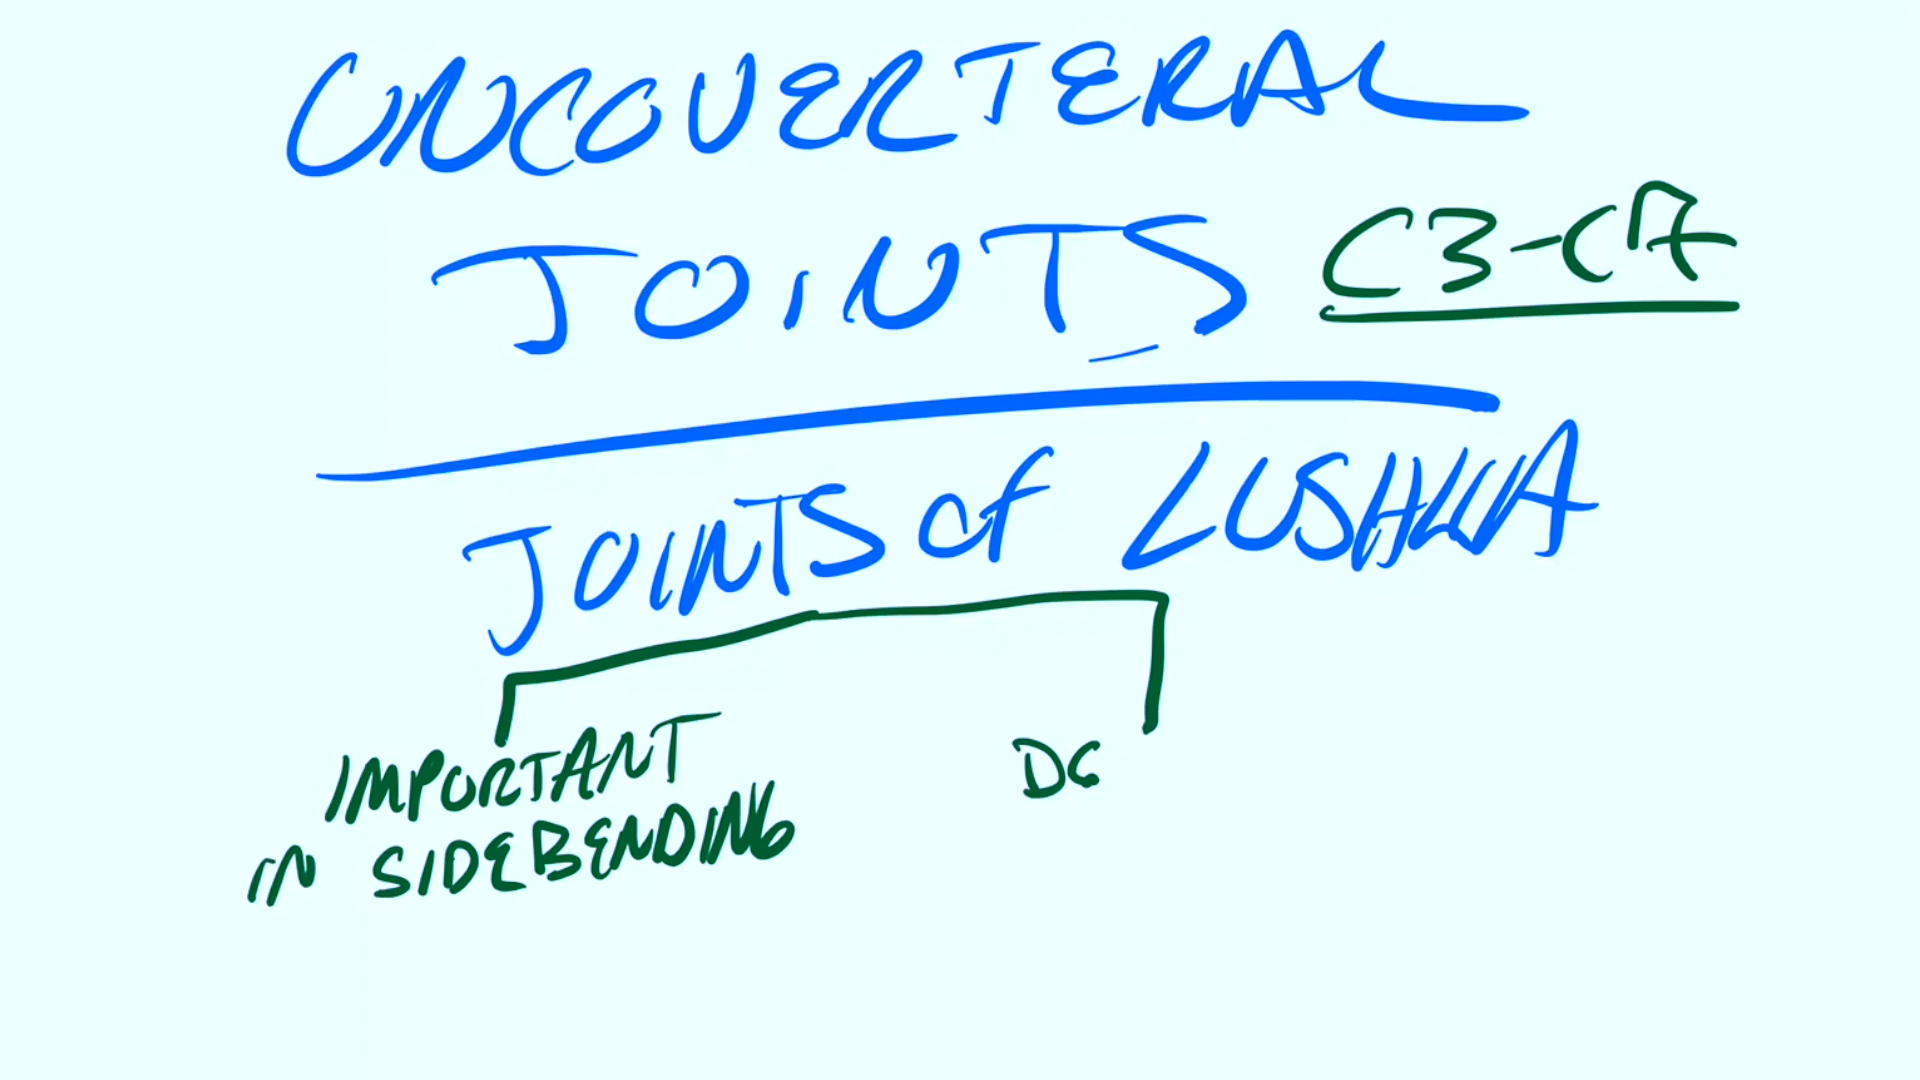 UNCOVERTERAL
JOINTS C3-C7
JOINTS of LUSHKA
IMPORTANT
IN SIDEBENDING
DG